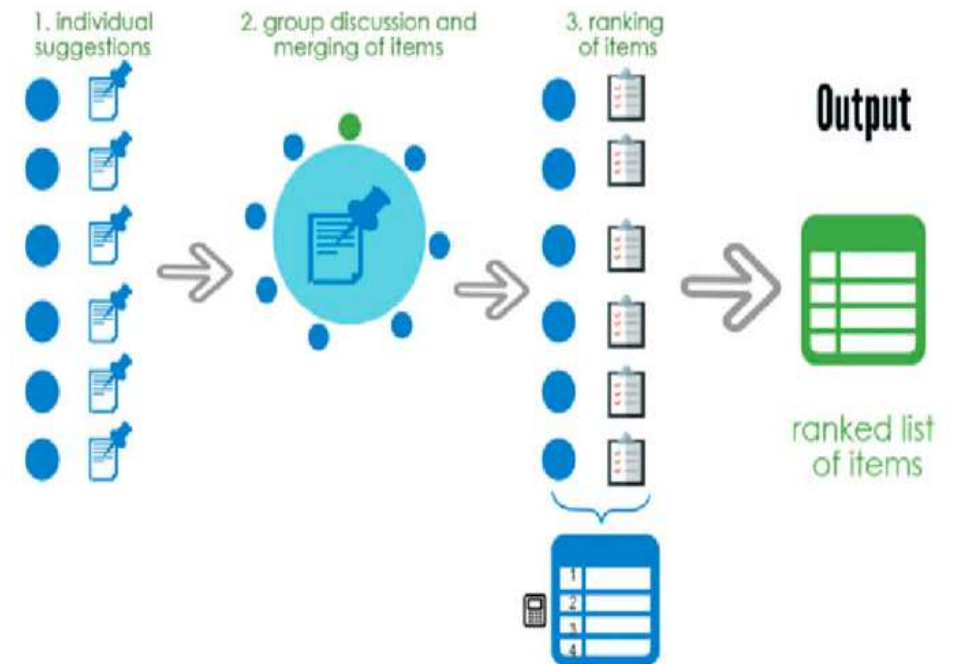 1. individual
suggestions
2. group discussion and
merging of items
3. ranking
of items
Output
ranked list
of items
1
2
3
4